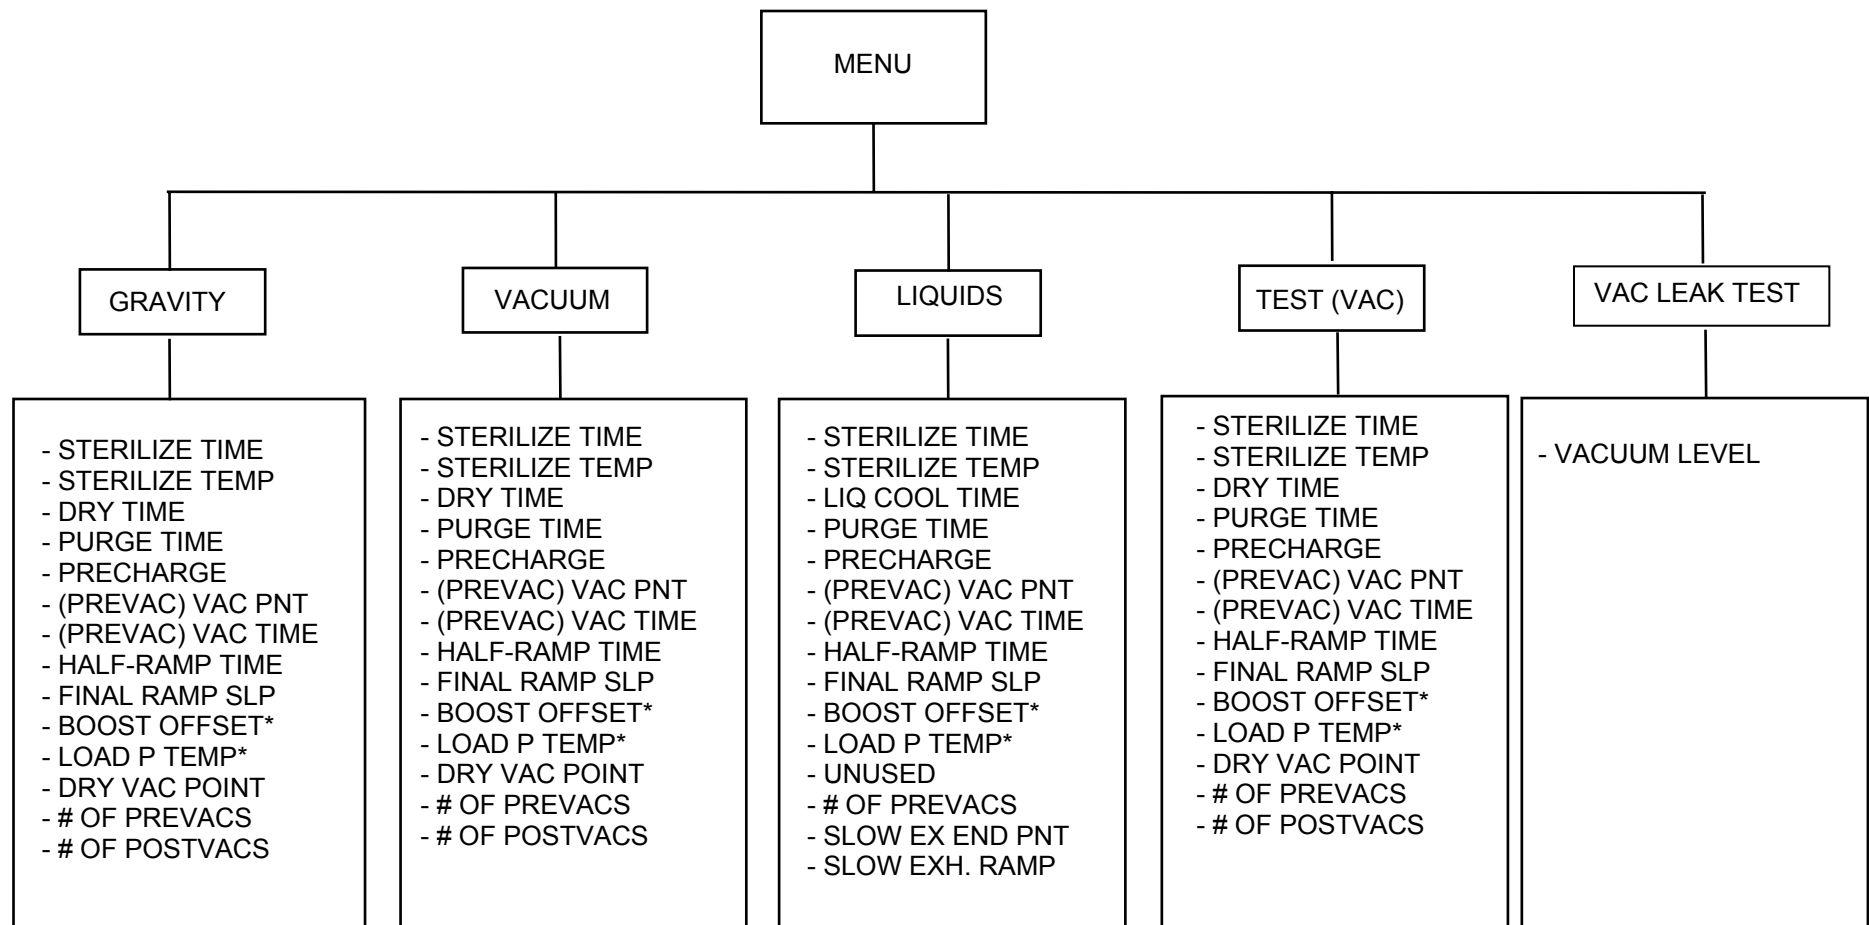 MENU
GRAVITY
VACUUM
LIQUIDS
TEST (VAC)
VAC LEAK TEST
- STERILIZE TIME
- STERILIZE TEMP
- DRY TIME
- PURGE TIME
- PRECHARGE
- (PREVAC) VAC PNT
- (PREVAC) VAC TIME
- HALF-RAMP TIME
- FINAL RAMP SLP
- BOOST OFFSET*
- LOAD P TEMP*
- DRY VAC POINT
- # OF PREVACS
- # OF POSTVACS
- STERILIZE TIME
- STERILIZE TEMP
- DRY TIME
- PURGE TIME
- PRECHARGE
- (PREVAC) VAC PNT
- (PREVAC) VAC TIME
- HALF-RAMP TIME
- FINAL RAMP SLP
- BOOST OFFSET*
- LOAD P TEMP*
- DRY VAC POINT
- # OF PREVACS
- # OF POSTVACS
- STERILIZE TIME
- STERILIZE TEMP
- LIQ COOL TIME
- PURGE TIME
- PRECHARGE
- (PREVAC) VAC PNT
- (PREVAC) VAC TIME
- HALF-RAMP TIME
- FINAL RAMP SLP
- BOOST OFFSET*
- LOAD P TEMP*
- UNUSED
- # OF PREVACS
- SLOW EX END PNT
- SLOW EXH. RAMP
- STERILIZE TIME
- STERILIZE TEMP
- DRY TIME
- PURGE TIME
- PRECHARGE
- (PREVAC) VAC PNT
- (PREVAC) VAC TIME
- HALF-RAMP TIME
- FINAL RAMP SLP
- BOOST OFFSET*
- LOAD P TEMP*
- DRY VAC POINT
- # OF PREVACS
- # OF POSTVACS
- VACUUM LEVEL